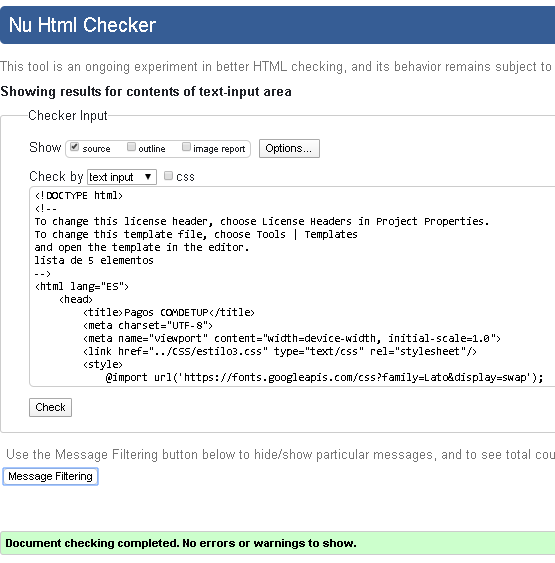 Nu Html Checker
This tool is an ongoing experiment in better HTML checking, and its behavior remains subject to
Showing results for contents of text-input area
Checker Input
Show source outline image report Options...
Check by text input css
<!DOCTYPE html>
<!--
To change this license header, choose License Headers in Project Properties.
To change this template file, choose Tools | Templates
and open the template in the editor.
lista de 5 elementos
-->
<html lang="ES">
<head>
<title>Pagos COMDETUP</title>
<meta charset="UTF-8">
<meta name="viewport" content="width=device-width, initial-scale=1.0">
<link href="../CSS/estilo3.css" type="text/css" rel="stylesheet"/>
<style>
@import url('https://fonts.googleapis.com/css?family=Lato&display=swap');
Check
Use the Message Filtering button below to hide/show particular messages, and to see total cou
Message Filtering
Document checking completed. No errors or warnings to show.